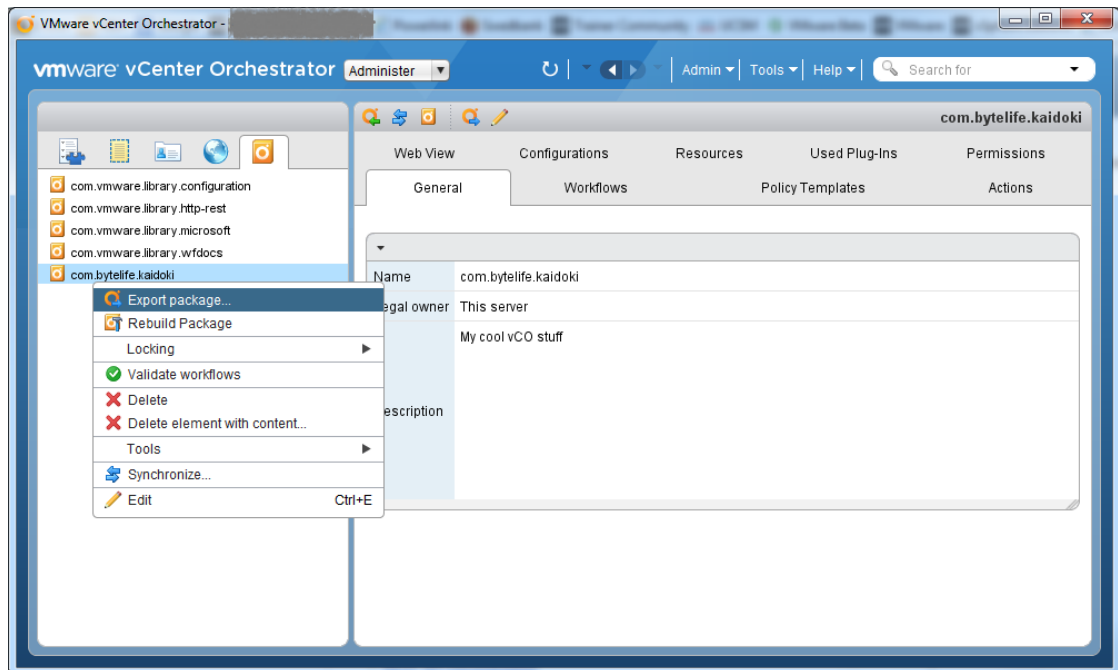 VMware vCenter Orchestrator -
vmware vCenter Orchestrator Administer Admin Tools Help Search for
com.bytelife.kaidoki
Web View Configurations Resources Used Plug-Ins Permissions
General Workflows Policy Templates Actions
com.vmware.library.configuration
com.vmware.library.http-rest
com.vmware.library.microsoft
com.vmware.library.wfdocs
com.bytelife.kaidoki
Export package...
Rebuild Package
Locking
Validate workflows
Delete
Delete element with content...
Tools
Synchronize...
Edit Ctrl+E
Name com.bytelife.kaidoki
egal owner This server
escription My cool vCO stuff